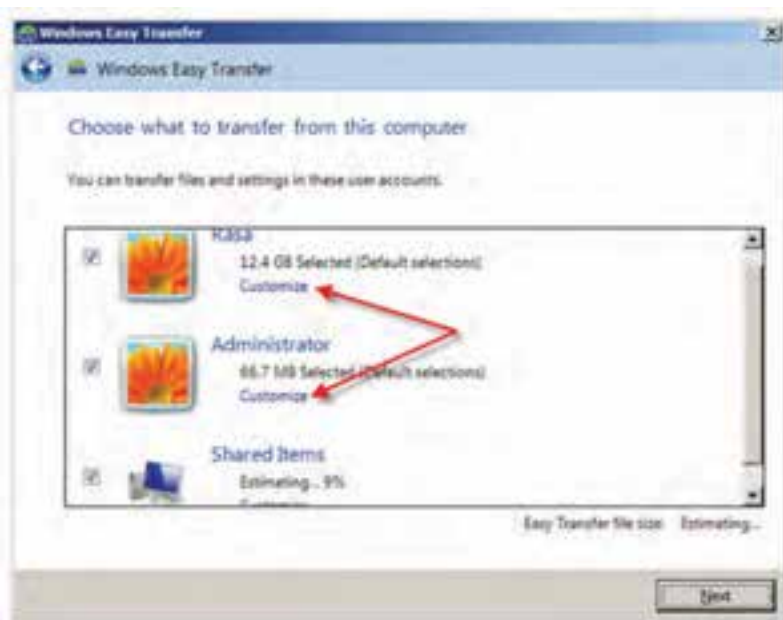 Windows Easy Transfer
Windows Easy Transfer
Choose what to transfer from this computer
You can transfer files and settings in these user accounts.
Rasa
12.4 GB Selected (Default selections)
Customize
Administrator
66.7 MB Selected (Default selections)
Customize
Shared Items
Estimating... 9%
Customize
Easy Transfer file size: Estimating...
Next